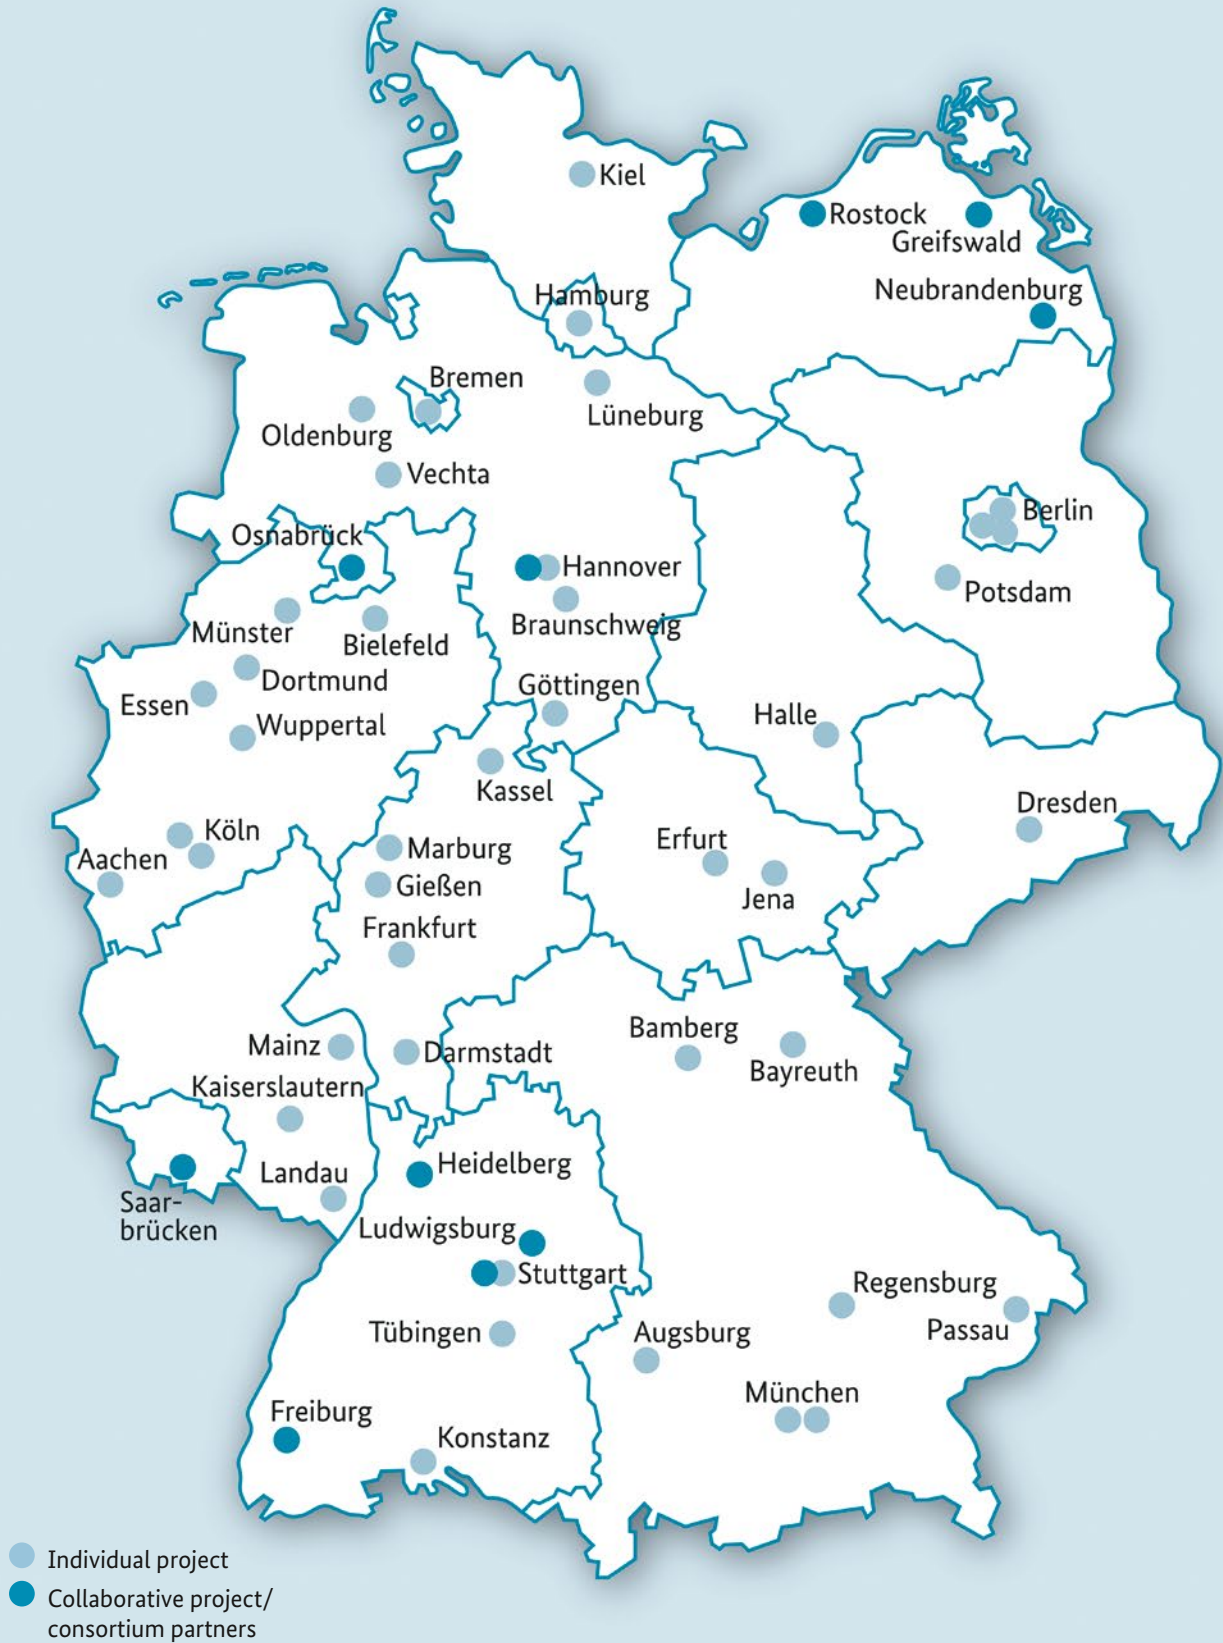 Kiel
Rostock
Greifswald
Neubrandenburg
Hamburg
Bremen
Lüneburg
Oldenburg
Vechta
Berlin
Osnabrück
Hannover
Potsdam
Braunschweig
Münster
Bielefeld
Dortmund
Göttingen
Essen
Wuppertal
Halle
Kassel
Dresden
Köln
Erfurt
Marburg
Aachen
Gießen
Jena
Frankfurt
Bamberg
Mainz
Darmstadt
Bayreuth
Kaiserslautern
Heidelberg
Landau
Saar-
brücken
Ludwigsburg
Stuttgart
Regensburg
Tübingen
Augsburg
Passau
München
Freiburg
Konstanz
Individual project
Collaborative project/
consortium partners